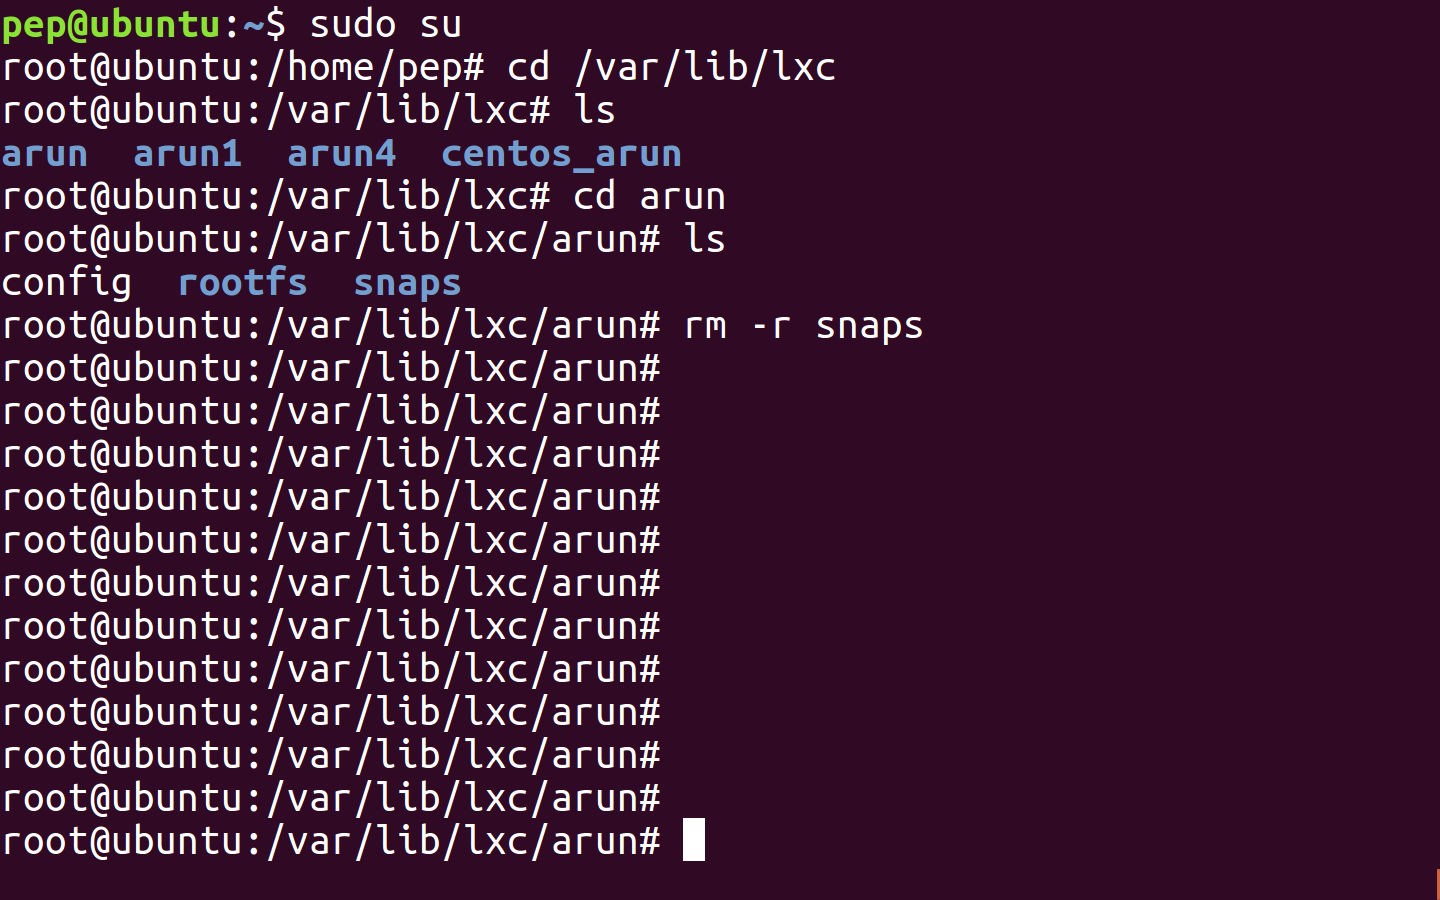 pep@ubuntu:~$ sudo su
root@ubuntu:/home/pep# cd /var/lib/lxc
root@ubuntu:/var/lib/lxc# ls
arun  arun1  arun4  centos_arun
root@ubuntu:/var/lib/lxc# cd arun
root@ubuntu:/var/lib/lxc/arun# ls
config  rootfs  snaps
root@ubuntu:/var/lib/lxc/arun# rm -r snaps
root@ubuntu:/var/lib/lxc/arun#
root@ubuntu:/var/lib/lxc/arun#
root@ubuntu:/var/lib/lxc/arun#
root@ubuntu:/var/lib/lxc/arun#
root@ubuntu:/var/lib/lxc/arun#
root@ubuntu:/var/lib/lxc/arun#
root@ubuntu:/var/lib/lxc/arun#
root@ubuntu:/var/lib/lxc/arun#
root@ubuntu:/var/lib/lxc/arun#
root@ubuntu:/var/lib/lxc/arun#
root@ubuntu:/var/lib/lxc/arun#
root@ubuntu:/var/lib/lxc/arun#